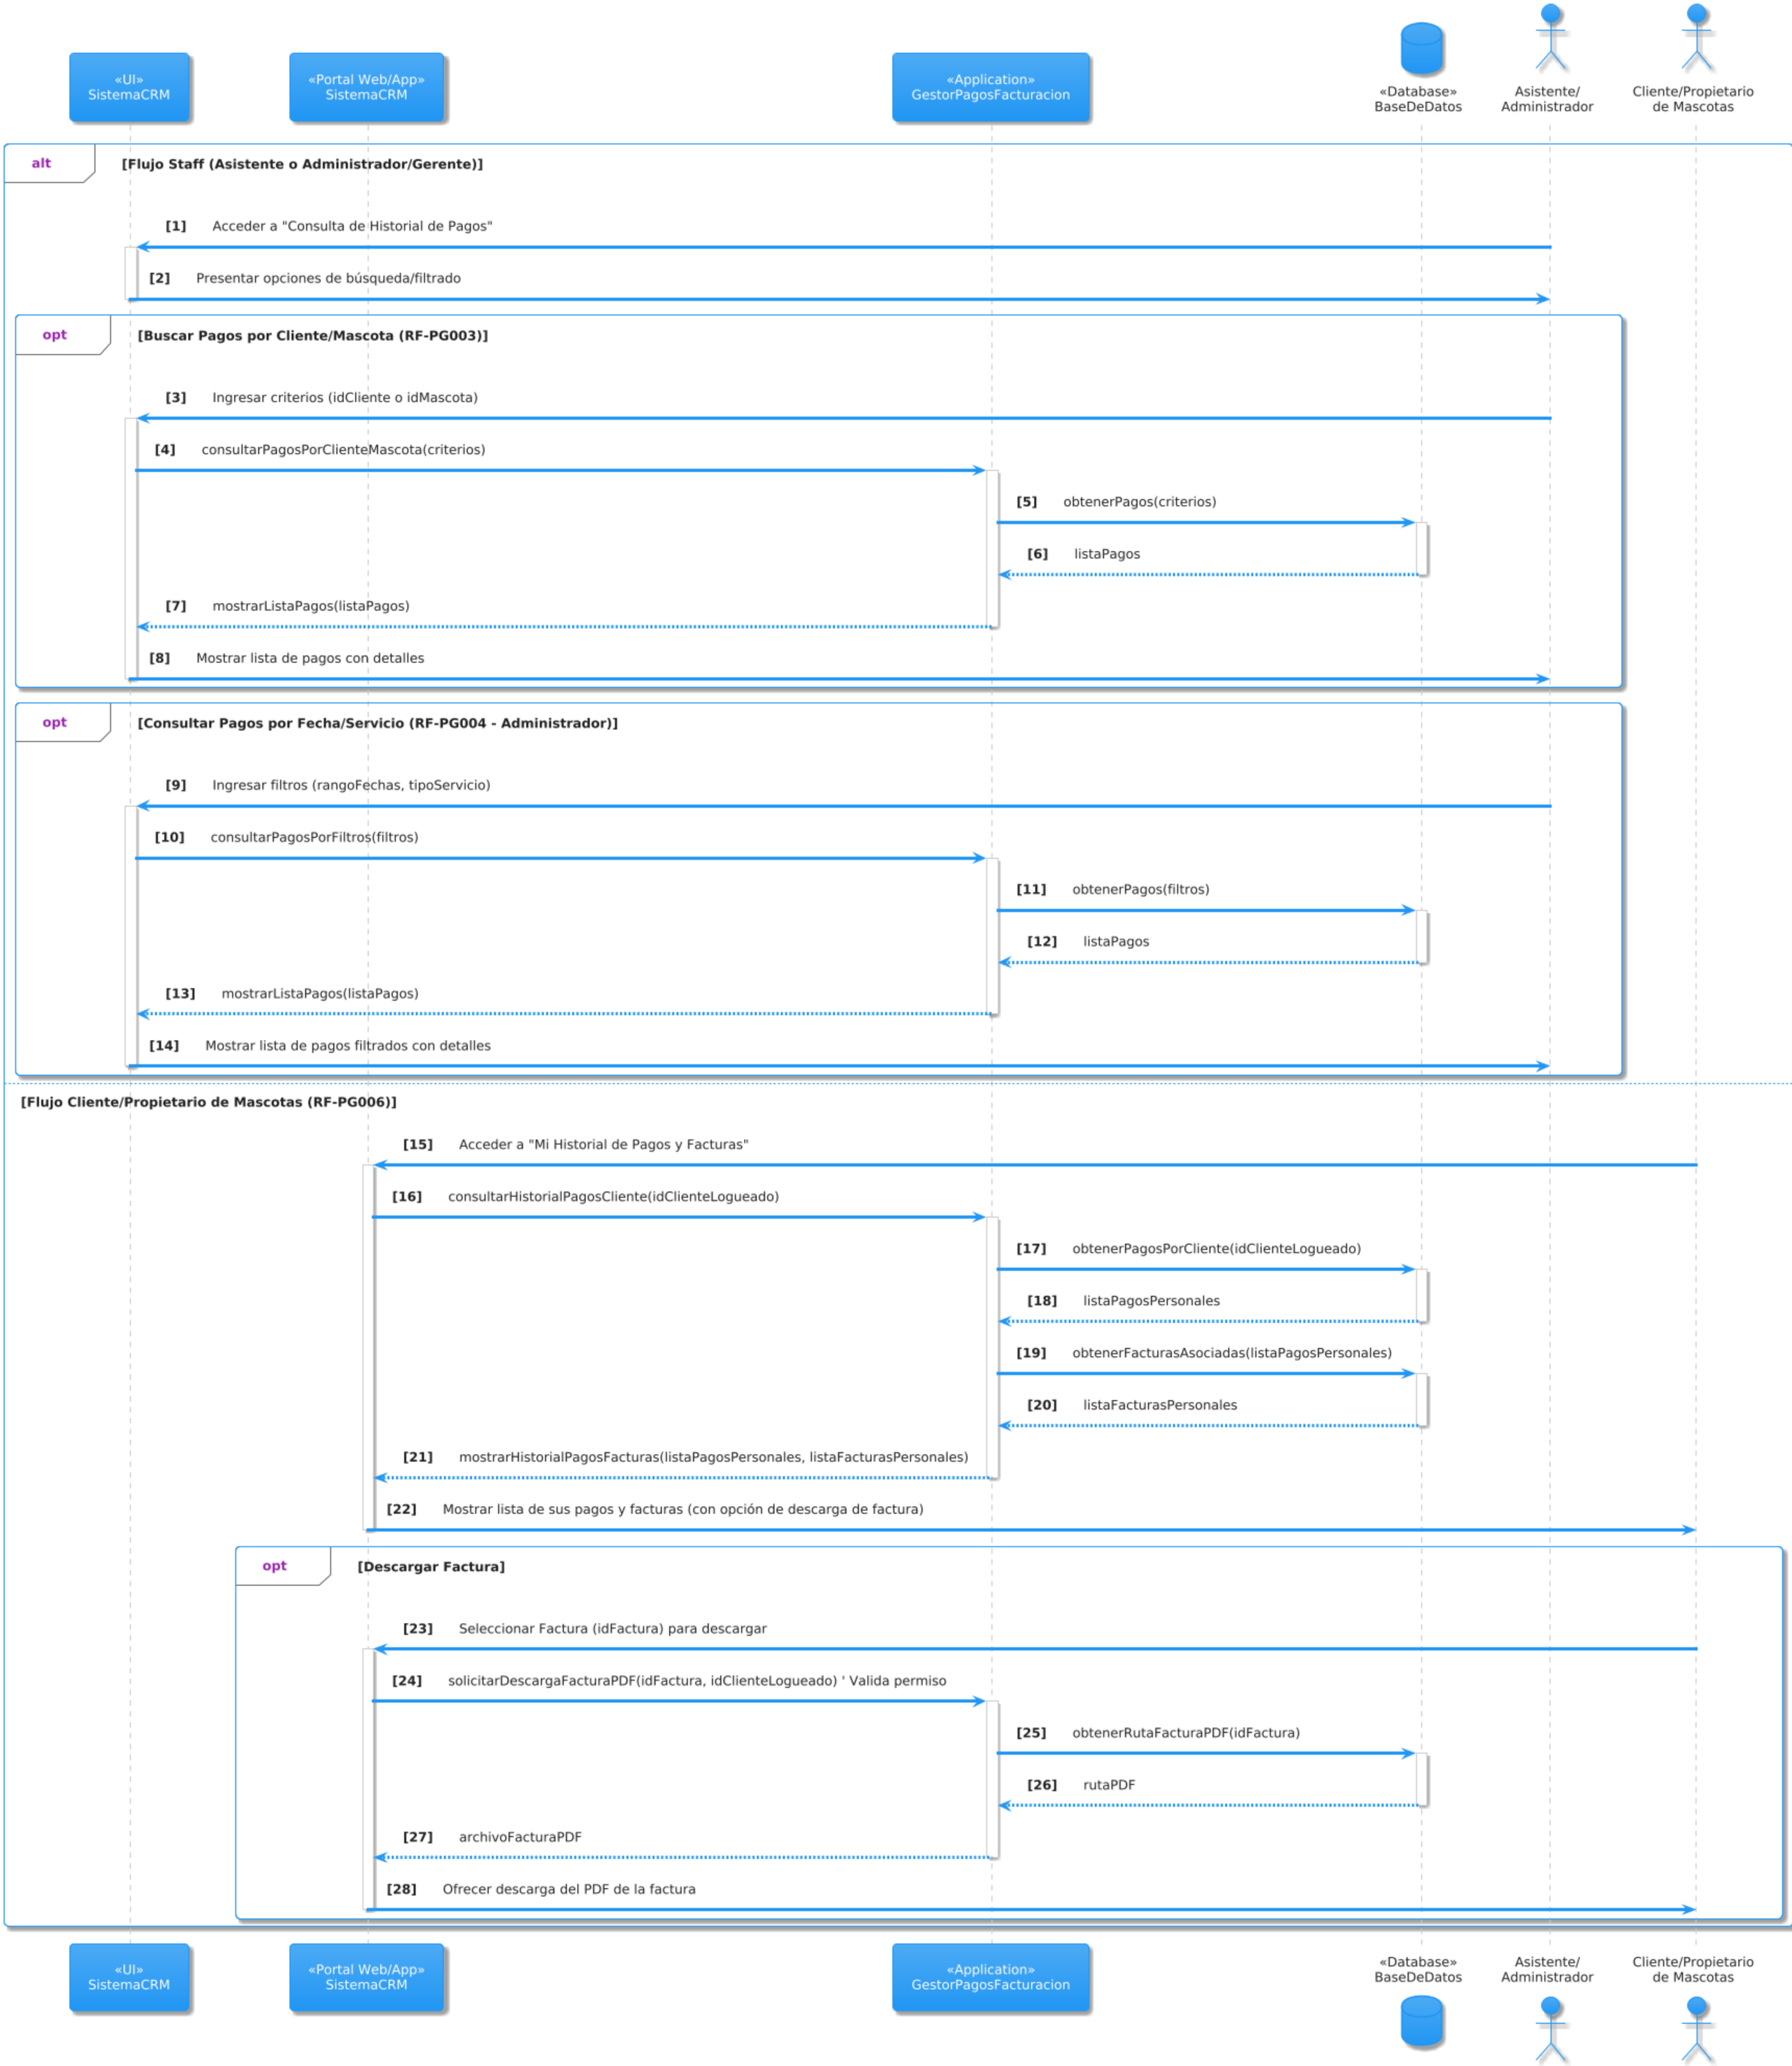 «UI»
SistemaCRM
«Portal Web/App»
SistemaCRM
«Application»
GestorPagosFacturacion
«Database»
BaseDeDatos
Asistente/
Administrador
Cliente/Propietario
de Mascotas
alt [Flujo Staff (Asistente o Administrador/Gerente)]
[1] Acceder a "Consulta de Historial de Pagos"
[2] Presentar opciones de búsqueda/filtrado
opt [Buscar Pagos por Cliente/Mascota (RF-PG003)]
[3] Ingresar criterios (idCliente o idMascota)
[4] consultarPagosPorClienteMascota(criterios)
[5] obtenerPagos(criterios)
[6] listaPagos
[7] mostrarListaPagos(listaPagos)
[8] Mostrar lista de pagos con detalles
opt [Consultar Pagos por Fecha/Servicio (RF-PG004 - Administrador)]
[9] Ingresar filtros (rangoFechas, tipoServicio)
[10] consultarPagosPorFiltros(filtros)
[11] obtenerPagos(filtros)
[12] listaPagos
[13] mostrarListaPagos(listaPagos)
[14] Mostrar lista de pagos filtrados con detalles
[Flujo Cliente/Propietario de Mascotas (RF-PG006)]
[15] Acceder a "Mi Historial de Pagos y Facturas"
[16] consultarHistorialPagosCliente(idClienteLogueado)
[17] obtenerPagosPorCliente(idClienteLogueado)
[18] listaPagosPersonales
[19] obtenerFacturasAsociadas(listaPagosPersonales)
[20] listaFacturasPersonales
[21] mostrarHistorialPagosFacturas(listaPagosPersonales, listaFacturasPersonales)
[22] Mostrar lista de sus pagos y facturas (con opción de descarga de factura)
opt [Descargar Factura]
[23] Seleccionar Factura (idFactura) para descargar
[24] solicitarDescargaFacturaPDF(idFactura, idClienteLogueado) ' Valida permiso
[25] obtenerRutaFacturaPDF(idFactura)
[26] rutaPDF
[27] archivoFacturaPDF
[28] Ofrecer descarga del PDF de la factura
«UI»
SistemaCRM
«Portal Web/App»
SistemaCRM
«Application»
GestorPagosFacturacion
«Database»
BaseDeDatos
Asistente/
Administrador
Cliente/Propietario
de Mascotas